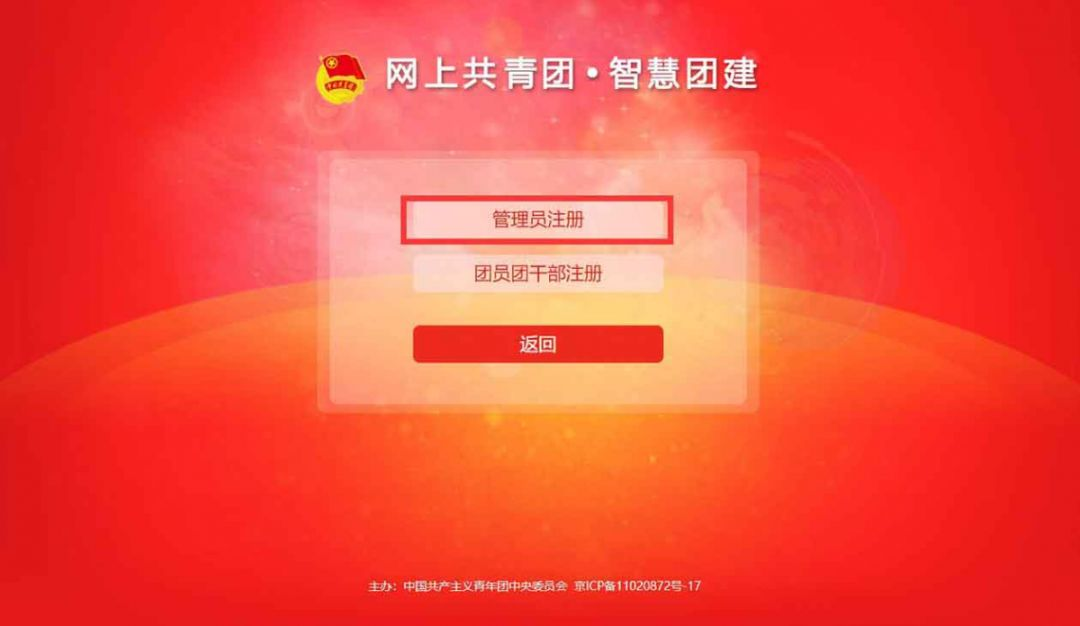 网上共青团·智慧团建
管理员注册
团员团干部注册
返回
主办：中国共产主义青年团中央委员会 京ICP备11020872号-17